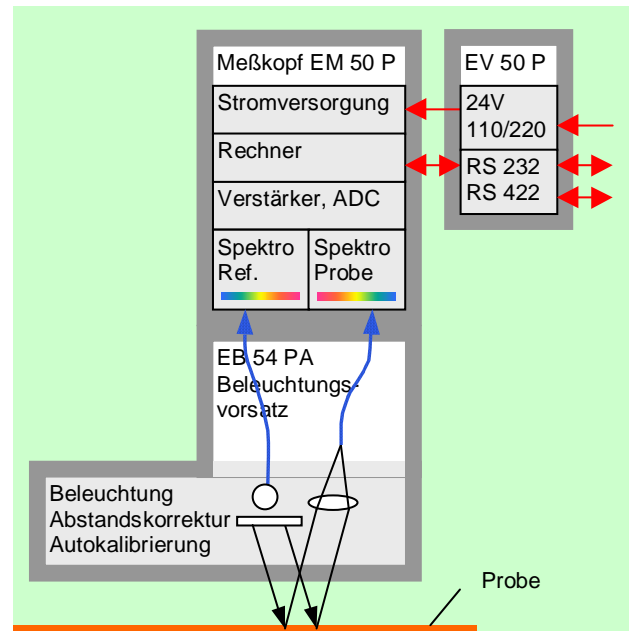 Meßkopf EM 50 P
Stromversorgung
Rechner
Verstärker, ADC
Spektro
Ref.
Spektro
Probe
EV 50 P
24V
110/220
RS 232
RS 422
EB 54 PA
Beleuchtungs-
vorsatz
Beleuchtung
Abstandskorrektur
Autokalibrierung
Probe